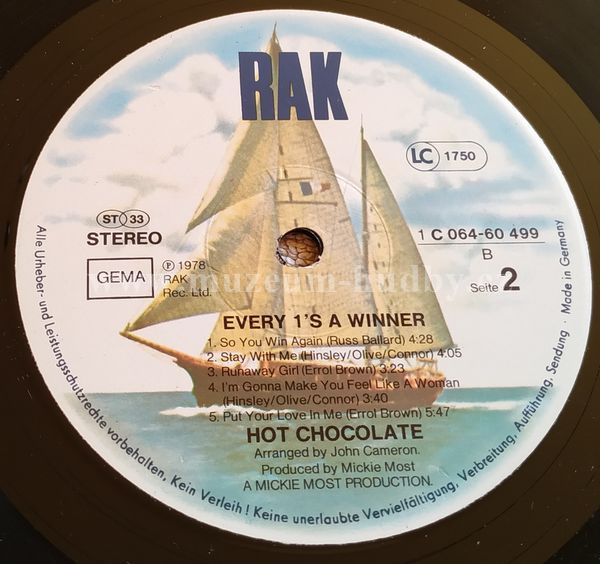 RAK
LC 1750
ST 33
STEREO
GEMA
℗ 1978
RAK
Rec. Ltd.
1 C 064-60 499
B
Seite 2
EVERY 1'S A WINNER
1. So You Win Again (Russ Ballard) 4:28
2. Stay With Me (Hinsley/Olive/Connor) 4:05
3. Runaway Girl (Errol Brown) 3:23
4. I'm Gonna Make You Feel Like A Woman
(Hinsley/Olive/Connor) 3:40
5. Put Your Love In Me (Errol Brown) 5:47
HOT CHOCOLATE
Arranged by John Cameron.
Produced by Mickie Most
A MICKIE MOST PRODUCTION.
Alle Urheber- und Leistungsschutzrechte vorbehalten, Kein Verleih! Keine unerlaubte Vervielfältigung, Verbreitung, Aufführung, Sendung · Made in Germany